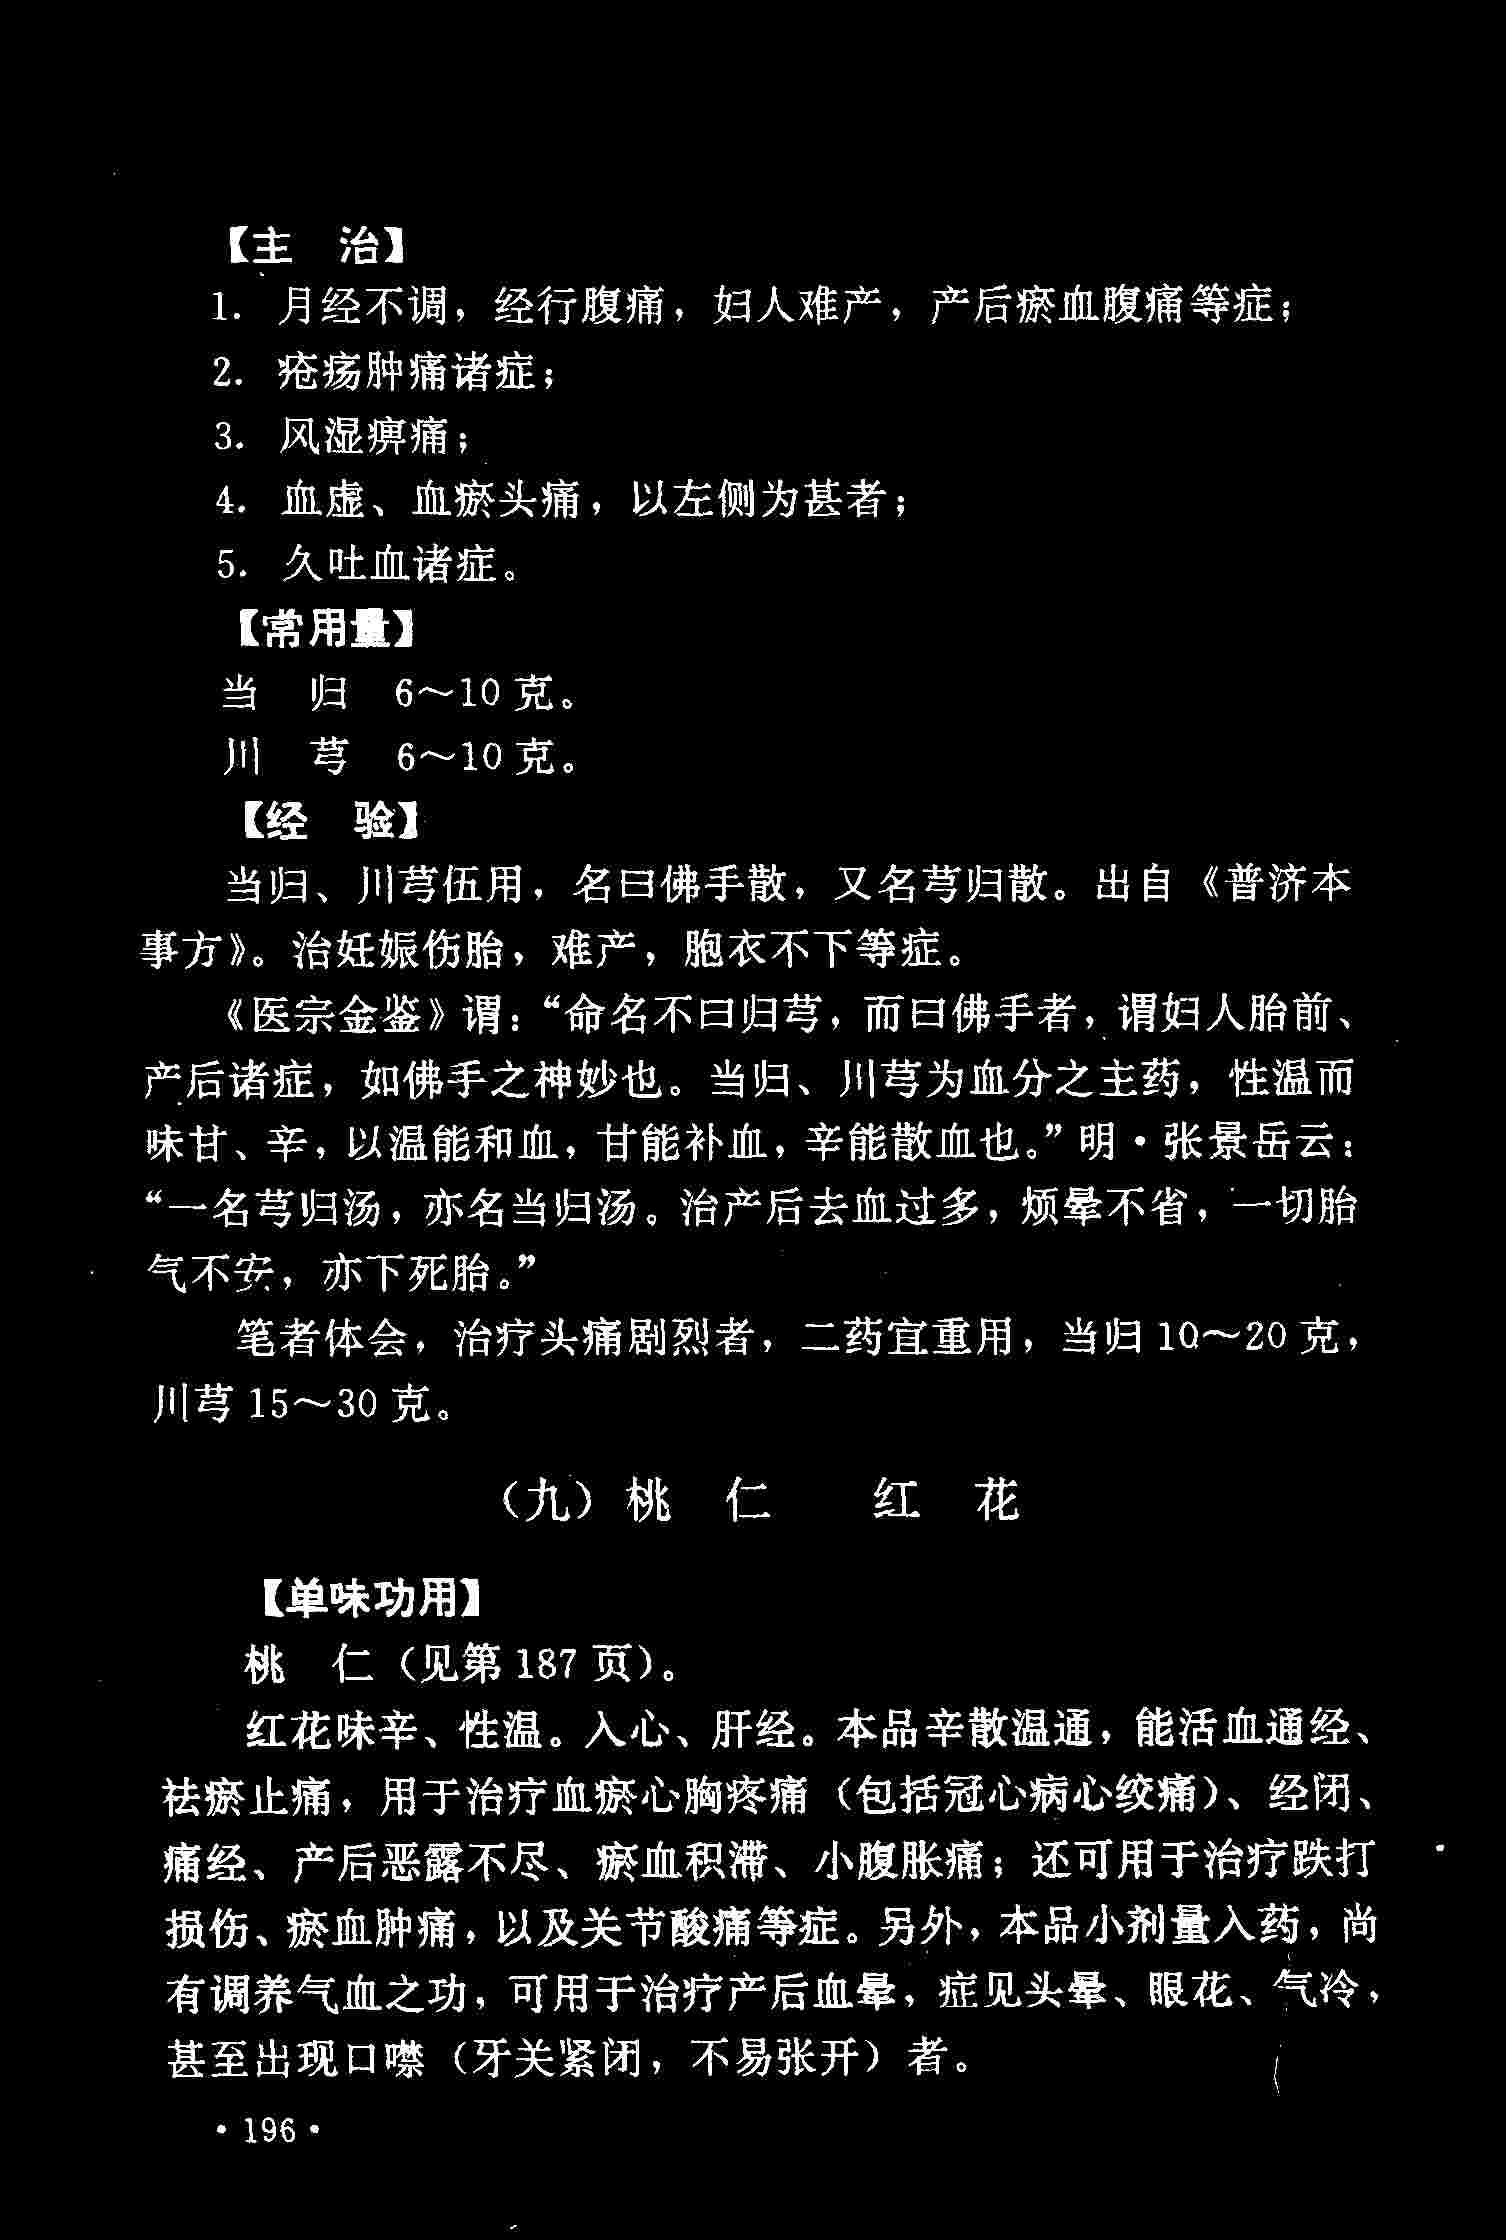 【主　治】
1. 月经不调，经行腹痛，妇人难产，产后瘀血腹痛等症；
2. 疮疡肿痛诸症；
3. 风湿痹痛；
4. 血虚、血瘀头痛，以左侧为甚者；
5. 久吐血诸症。
【常用量】
当　归　6～10 克。
川　芎　6～10 克。
【经　验】
当归、川芎伍用，名曰佛手散，又名芎归散。出自《普济本
事方》。治妊娠伤胎，难产，胞衣不下等症。
《医宗金鉴》谓：“命名不曰归芎，而曰佛手者，谓妇人胎前、
产后诸症，如佛手之神妙也。当归、川芎为血分之主药，性温而
味甘、辛，以温能和血，甘能补血，辛能散血也。”明·张景岳云：
“一名芎归汤，亦名当归汤。治产后去血过多，烦晕不省，一切胎
气不安，亦下死胎。”
笔者体会，治疗头痛剧烈者，二药宜重用，当归 10～20 克，
川芎 15～30 克。
（九）桃　仁　　红　花
【单味功用】
桃　仁（见第 187 页）。
红花味辛、性温。入心、肝经。本品辛散温通，能活血通经、
祛瘀止痛，用于治疗血瘀心胸疼痛（包括冠心病心绞痛）、经闭、
痛经、产后恶露不尽、瘀血积滞、小腹胀痛；还可用于治疗跌打
损伤、瘀血肿痛，以及关节酸痛等症。另外，本品小剂量入药，尚
有调养气血之功，可用于治疗产后血晕，症见头晕、眼花、气冷，
甚至出现口噤（牙关紧闭，不易张开）者。
·196·